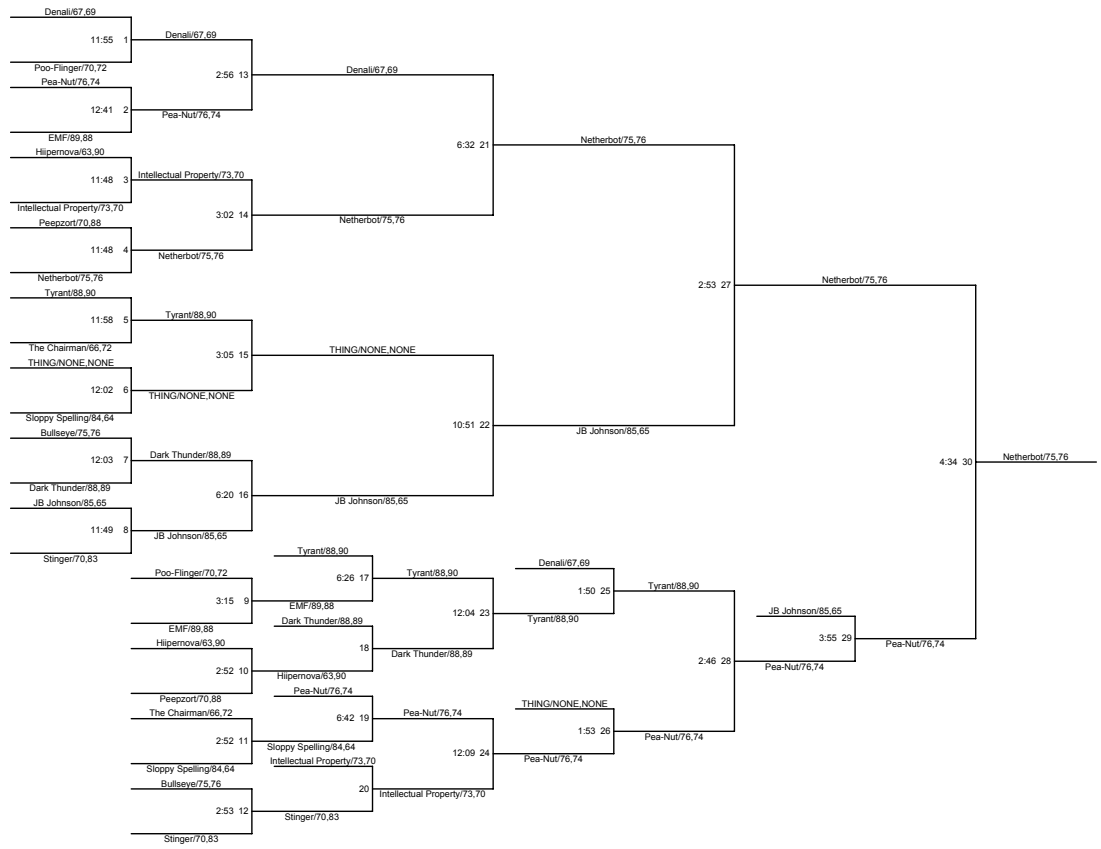 Denali/67,69
11:55 1
Poo-Flinger/70,72
Denali/67,69
2:56 13
Pea-Nut/76,74
12:41 2
EMF/89,88
Pea-Nut/76,74
Denali/67,69
6:32 21
Hiipernova/63,90
11:48 3
Intellectual Property/73,70
Intellectual Property/73,70
3:02 14
Peepzort/70,88
11:48 4
Netherbot/75,76
Netherbot/75,76
Netherbot/75,76
Netherbot/75,76
2:53 27
Tyrant/88,90
11:58 5
The Chairman/66,72
Tyrant/88,90
3:05 15
THING/NONE,NONE
12:02 6
Sloppy Spelling/84,64
THING/NONE,NONE
THING/NONE,NONE
10:51 22
Bullseye/75,76
12:03 7
Dark Thunder/88,89
Dark Thunder/88,89
6:20 16
JB Johnson/85,65
11:49 8
Stinger/70,83
JB Johnson/85,65
JB Johnson/85,65
JB Johnson/85,65
Netherbot/75,76
4:34 30
Netherbot/75,76
Poo-Flinger/70,72
3:15 9
EMF/89,88
Tyrant/88,90
6:26 17
EMF/89,88
Tyrant/88,90
12:04 23
Hiipernova/63,90
2:52 10
Peepzort/70,88
Dark Thunder/88,89
18
Hiipernova/63,90
Dark Thunder/88,89
Denali/67,69
1:50 25
Tyrant/88,90
Tyrant/88,90
2:46 28
The Chairman/66,72
2:52 11
Sloppy Spelling/84,64
Pea-Nut/76,74
6:42 19
Sloppy Spelling/84,64
Pea-Nut/76,74
12:09 24
Bullseye/75,76
2:53 12
Stinger/70,83
Intellectual Property/73,70
20
Stinger/70,83
Intellectual Property/73,70
THING/NONE,NONE
1:53 26
Pea-Nut/76,74
Pea-Nut/76,74
JB Johnson/85,65
3:55 29
Pea-Nut/76,74
Pea-Nut/76,74